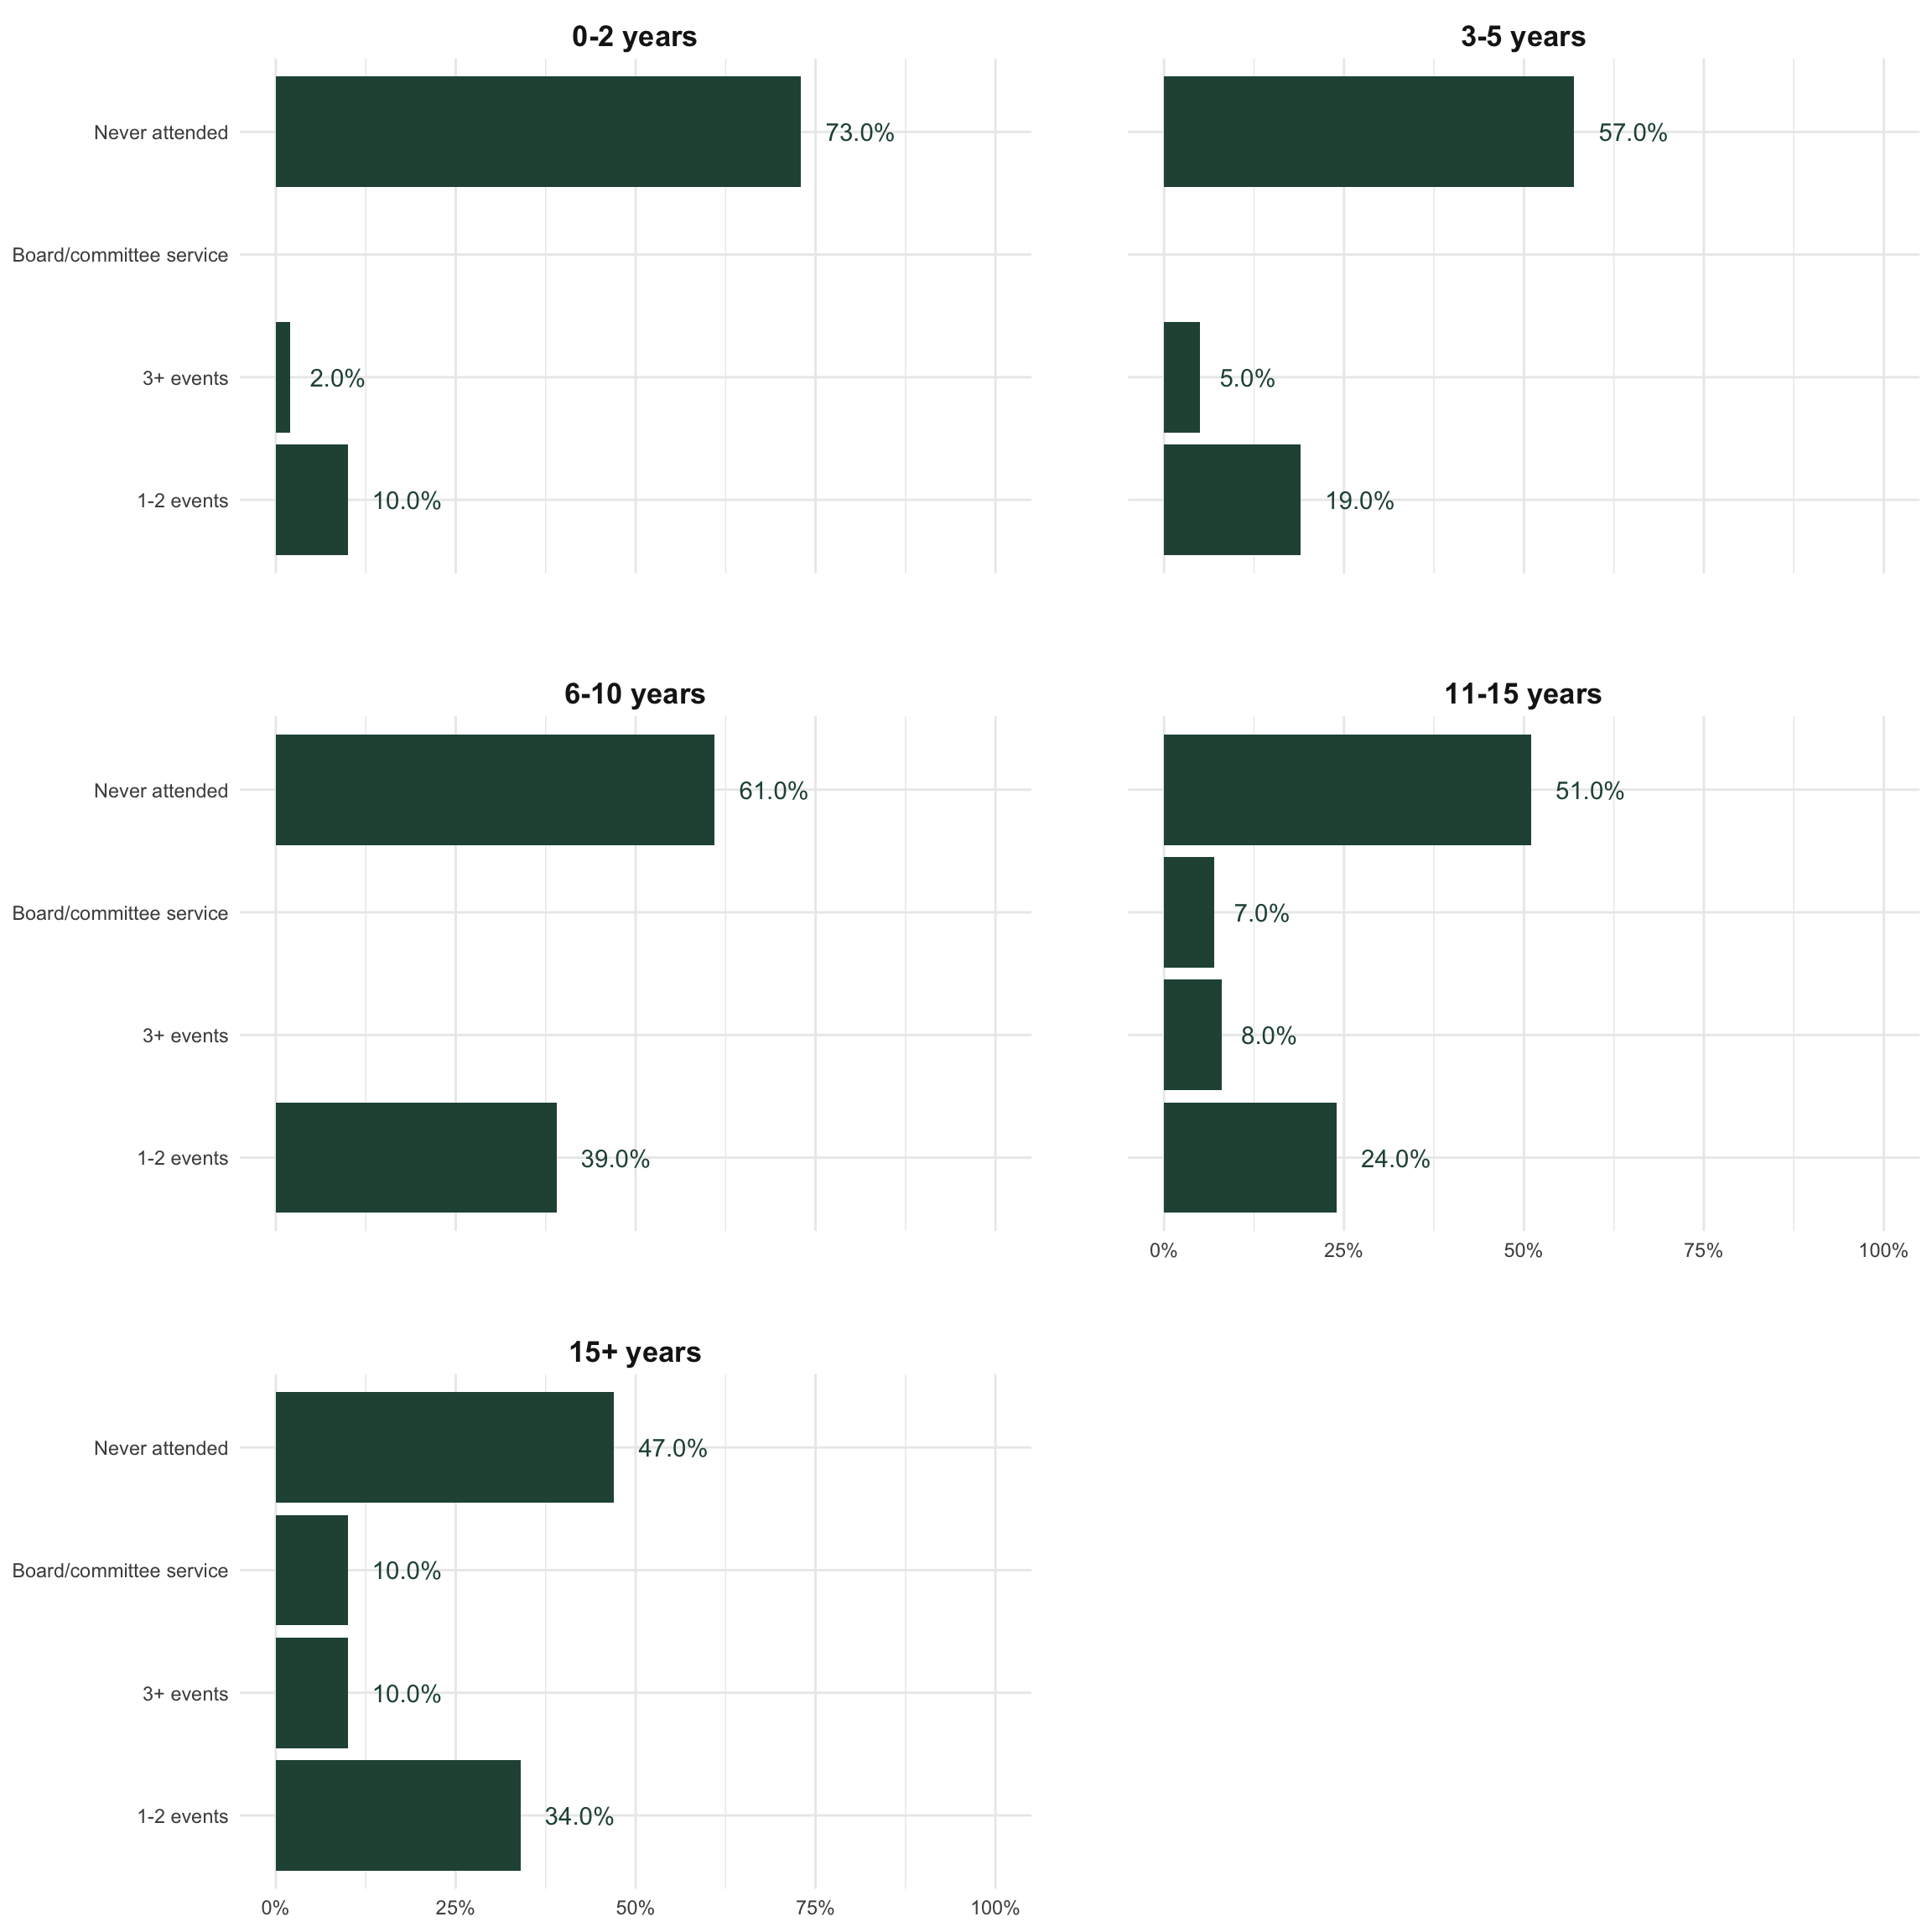 0-2 years
Never attended
73.0%
Board/committee service
3+ events
2.0%
1-2 events
10.0%
3-5 years
57.0%
5.0%
19.0%
6-10 years
Never attended
61.0%
Board/committee service
3+ events
1-2 events
39.0%
11-15 years
51.0%
7.0%
8.0%
24.0%
0% 25% 50% 75% 100%
15+ years
Never attended
47.0%
Board/committee service
10.0%
3+ events
10.0%
1-2 events
34.0%
0% 25% 50% 75% 100%